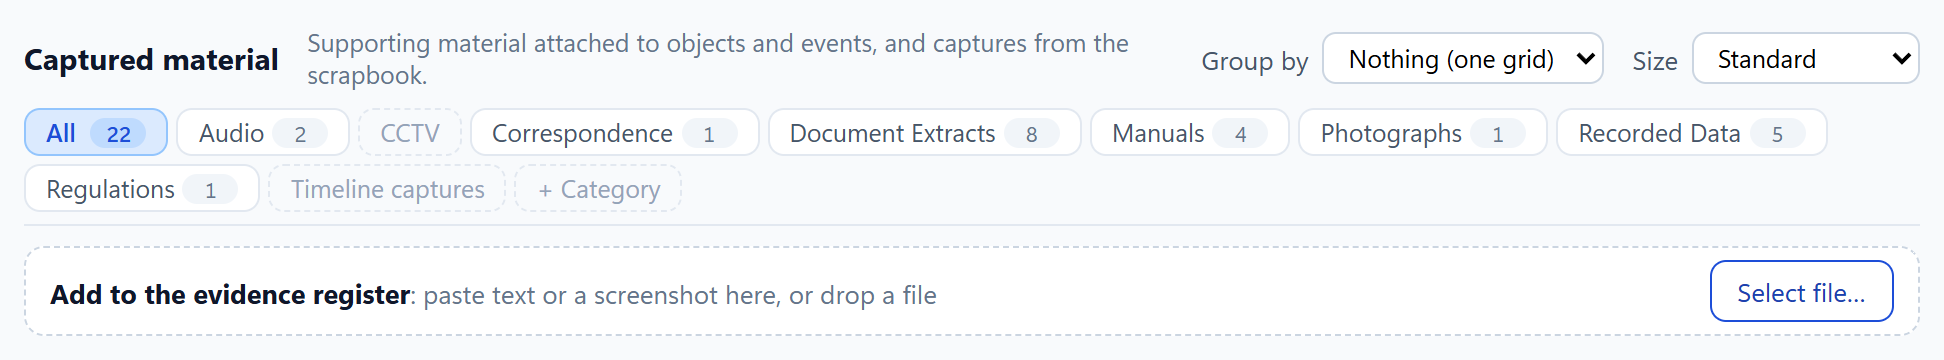 Captured material
Supporting material attached to objects and events, and captures from the
scrapbook.
Group by Nothing (one grid) Size Standard
All 22 Audio 2 CCTV Correspondence 1 Document Extracts 8 Manuals 4 Photographs 1 Recorded Data 5
Regulations 1 Timeline captures + Category
Add to the evidence register: paste text or a screenshot here, or drop a file Select file...